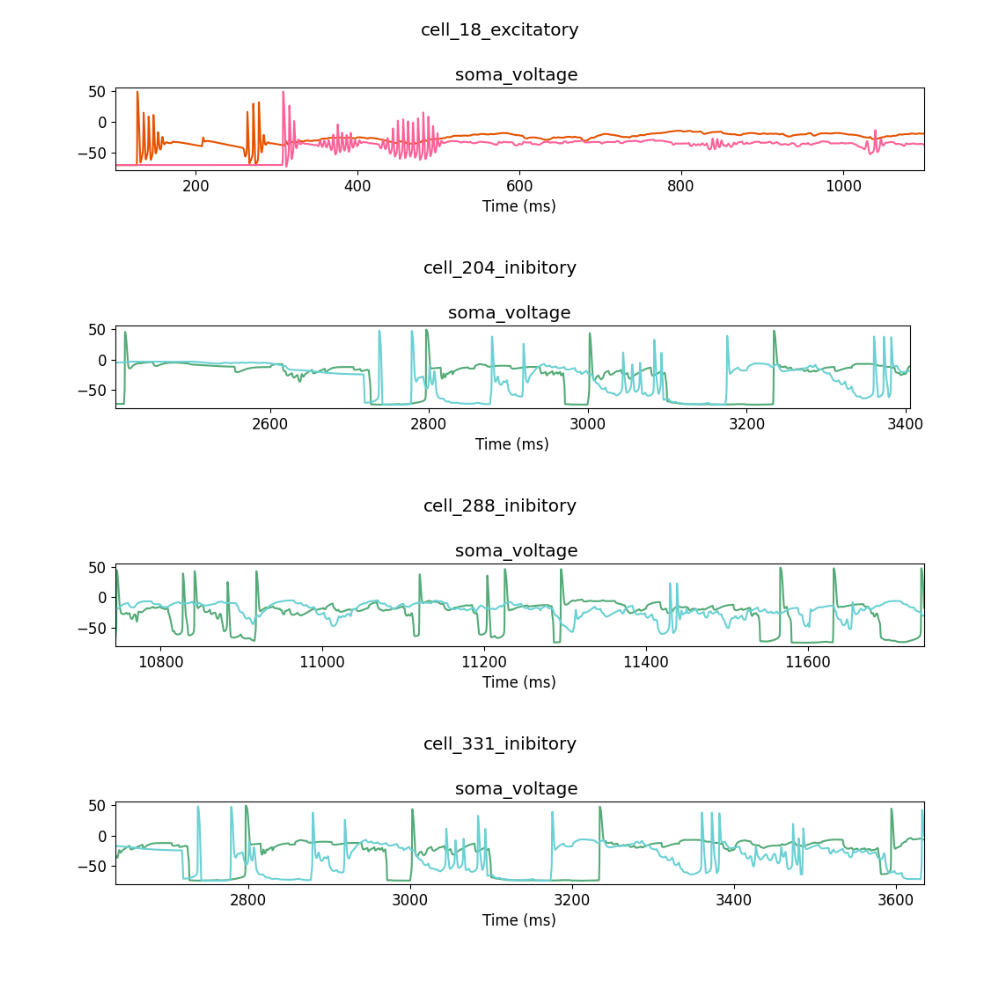 cell_18_excitatory
soma_voltage
50
0
−50
200 400 600 800 1000
Time (ms)
cell_204_inibitory
soma_voltage
50
0
−50
2600 2800 3000 3200 3400
Time (ms)
cell_288_inibitory
soma_voltage
50
0
−50
10800 11000 11200 11400 11600
Time (ms)
cell_331_inibitory
soma_voltage
50
0
−50
2800 3000 3200 3400 3600
Time (ms)